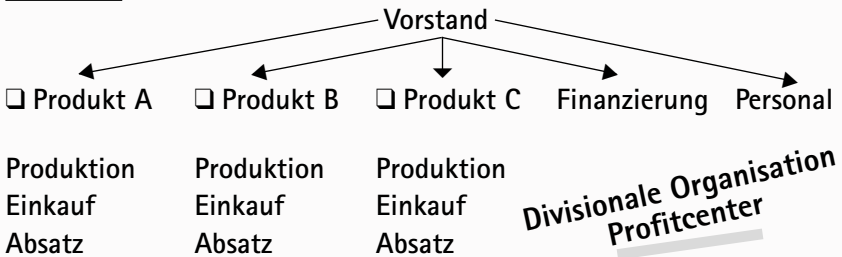 Vorstand
❑ Produkt A ❑ Produkt B ❑ Produkt C Finanzierung Personal
Produktion Produktion Produktion
Einkauf Einkauf Einkauf
Absatz Absatz Absatz
Divisionale Organisation
Profitcenter